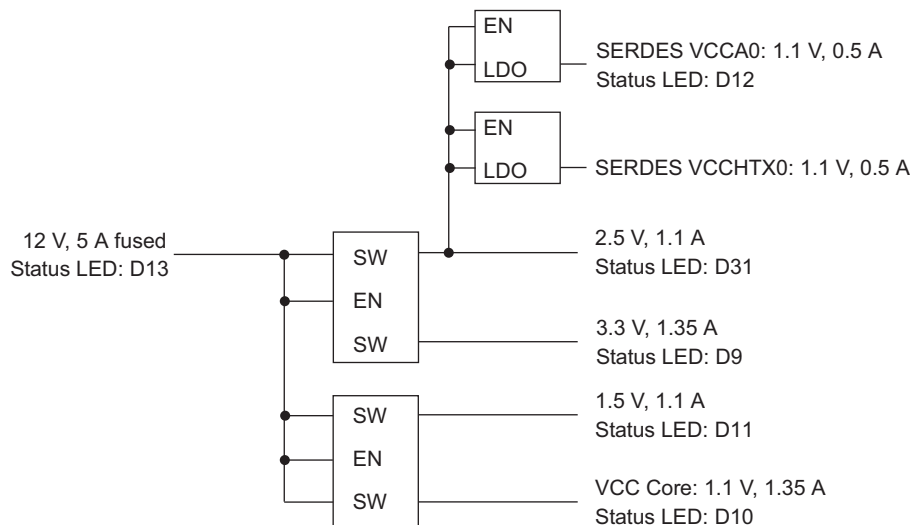 EN
LDO
SERDES VCCA0: 1.1 V, 0.5 A
Status LED: D12
EN
LDO
SERDES VCCHTX0: 1.1 V, 0.5 A
12 V, 5 A fused
Status LED: D13
SW
EN
SW
2.5 V, 1.1 A
Status LED: D31
3.3 V, 1.35 A
Status LED: D9
SW
EN
SW
1.5 V, 1.1 A
Status LED: D11
VCC Core: 1.1 V, 1.35 A
Status LED: D10